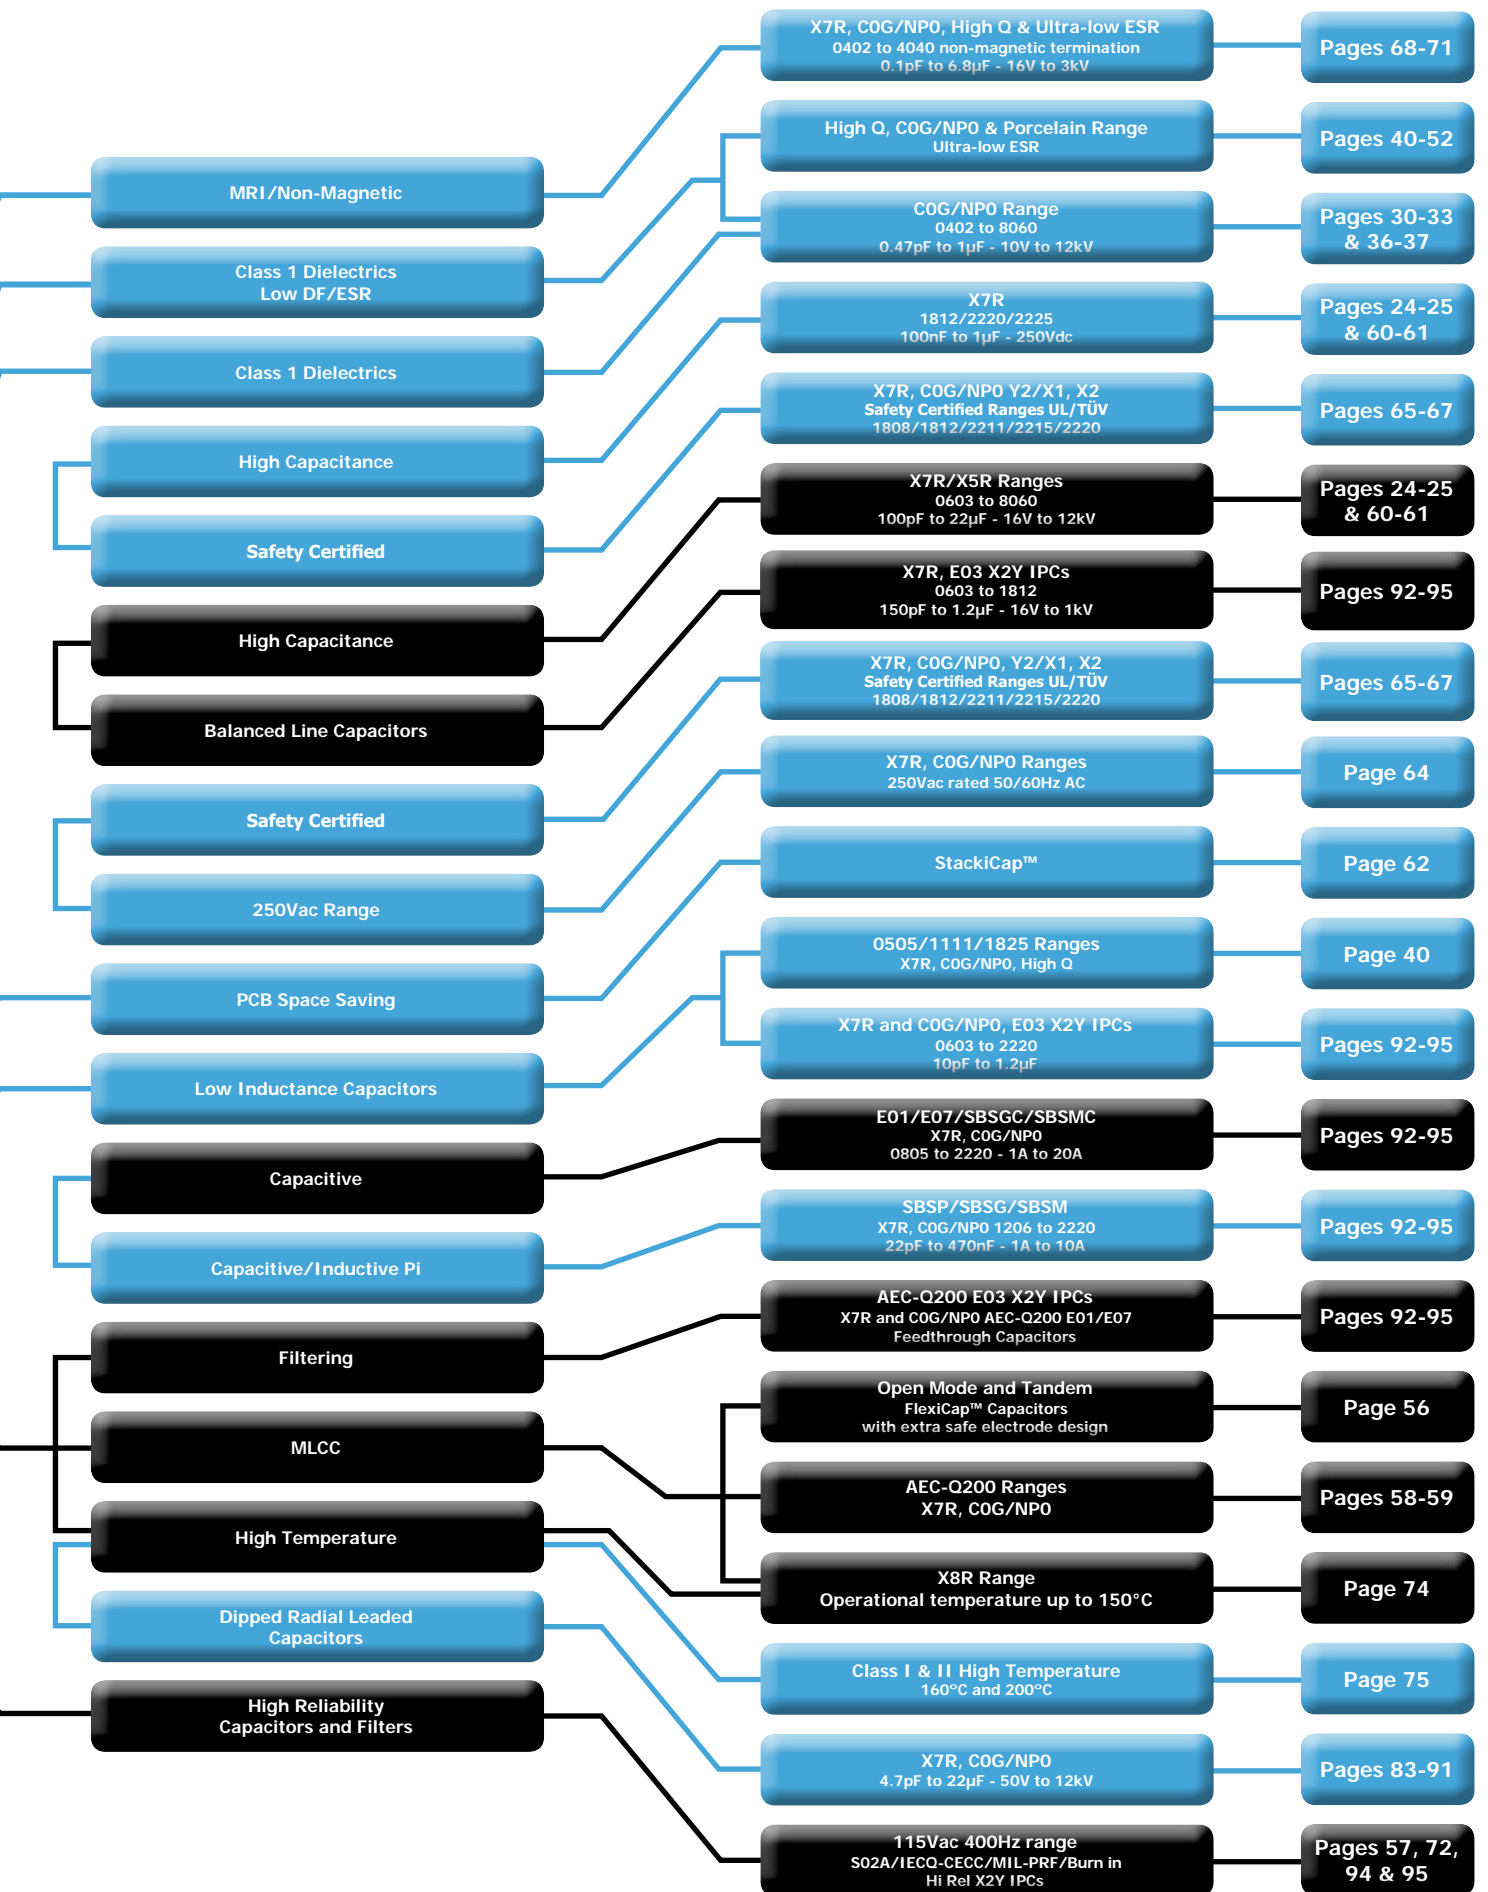 MRI/Non-Magnetic
Class 1 Dielectrics
Low DF/ESR
Class 1 Dielectrics
High Capacitance
Safety Certified
High Capacitance
Balanced Line Capacitors
Safety Certified
250Vac Range
PCB Space Saving
Low Inductance Capacitors
Capacitive
Capacitive/Inductive Pi
Filtering
MLCC
High Temperature
Dipped Radial Leaded
Capacitors
High Reliability
Capacitors and Filters
X7R, C0G/NP0, High Q & Ultra-low ESR
0402 to 4040 non-magnetic termination
0.1pF to 6.8µF - 16V to 3kV
Pages 68-71
High Q, C0G/NP0 & Porcelain Range
Ultra-low ESR
Pages 40-52
C0G/NP0 Range
0402 to 8060
0.47pF to 1µF - 10V to 12kV
Pages 30-33
& 36-37
X7R
1812/2220/2225
100nF to 1µF - 250Vdc
Pages 24-25
& 60-61
X7R, C0G/NP0 Y2/X1, X2
Safety Certified Ranges UL/TÜV
1808/1812/2211/2215/2220
Pages 65-67
X7R/X5R Ranges
0603 to 8060
100pF to 22µF - 16V to 12kV
Pages 24-25
& 60-61
X7R, E03 X2Y IPCs
0603 to 1812
150pF to 1.2µF - 16V to 1kV
Pages 92-95
X7R, C0G/NP0, Y2/X1, X2
Safety Certified Ranges UL/TÜV
1808/1812/2211/2215/2220
Pages 65-67
X7R, C0G/NP0 Ranges
250Vac rated 50/60Hz AC
Page 64
StackiCap™
Page 62
0505/1111/1825 Ranges
X7R, C0G/NP0, High Q
Page 40
X7R and C0G/NP0, E03 X2Y IPCs
0603 to 2220
10pF to 1.2µF
Pages 92-95
E01/E07/SBSGC/SBSMC
X7R, C0G/NP0
0805 to 2220 - 1A to 20A
Pages 92-95
SBSP/SBSG/SBSM
X7R, C0G/NP0 1206 to 2220
22pF to 470nF - 1A to 10A
Pages 92-95
AEC-Q200 E03 X2Y IPCs
X7R and C0G/NP0 AEC-Q200 E01/E07
Feedthrough Capacitors
Pages 92-95
Open Mode and Tandem
FlexiCap™ Capacitors
with extra safe electrode design
Page 56
AEC-Q200 Ranges
X7R, C0G/NP0
Pages 58-59
X8R Range
Operational temperature up to 150°C
Page 74
Class I & II High Temperature
160ºC and 200ºC
Page 75
X7R, C0G/NP0
4.7pF to 22µF - 50V to 12kV
Pages 83-91
115Vac 400Hz range
S02A/IECQ-CECC/MIL-PRF/Burn in
Hi Rel X2Y IPCs
Pages 57, 72,
94 & 95